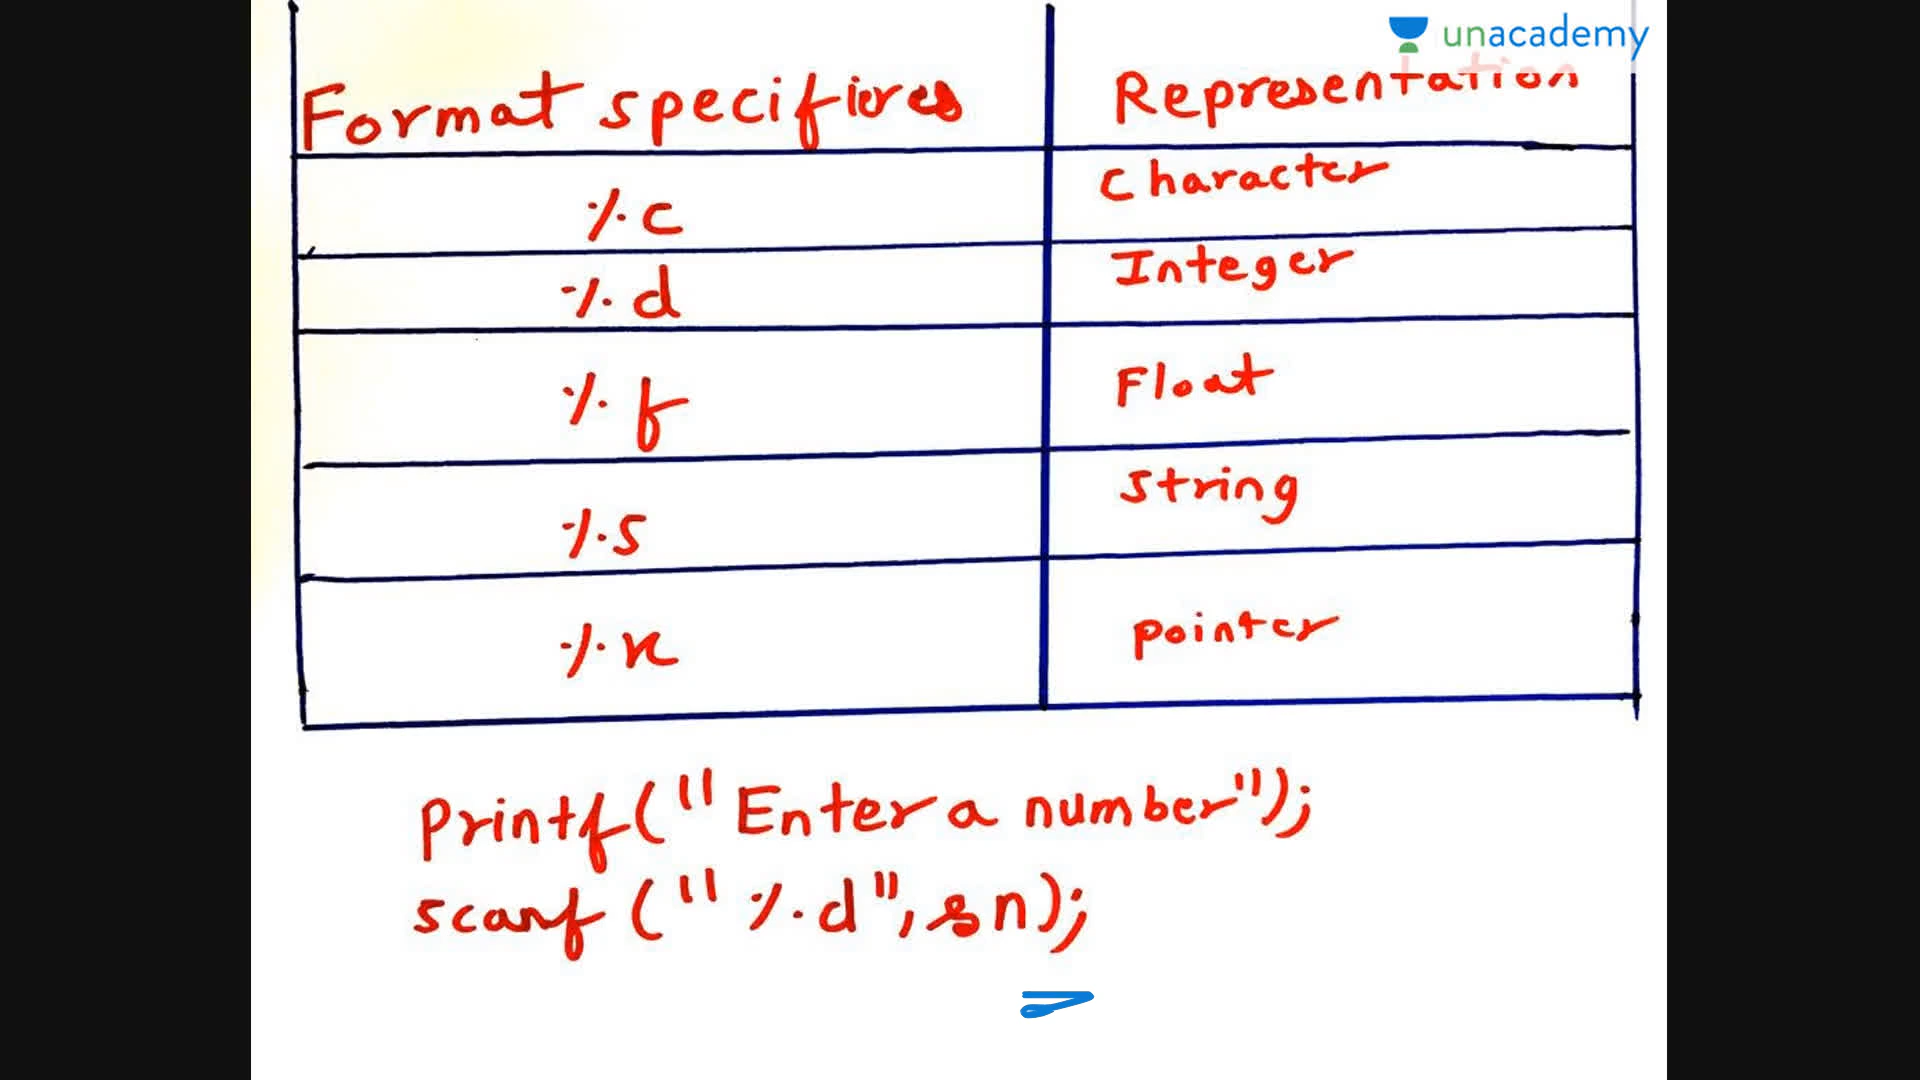 unacademy
Format specifiers Representation
%c Character
%d Integer
%f Float
%s String
%x pointer
printf("Enter a number");
scanf("%d",&n);